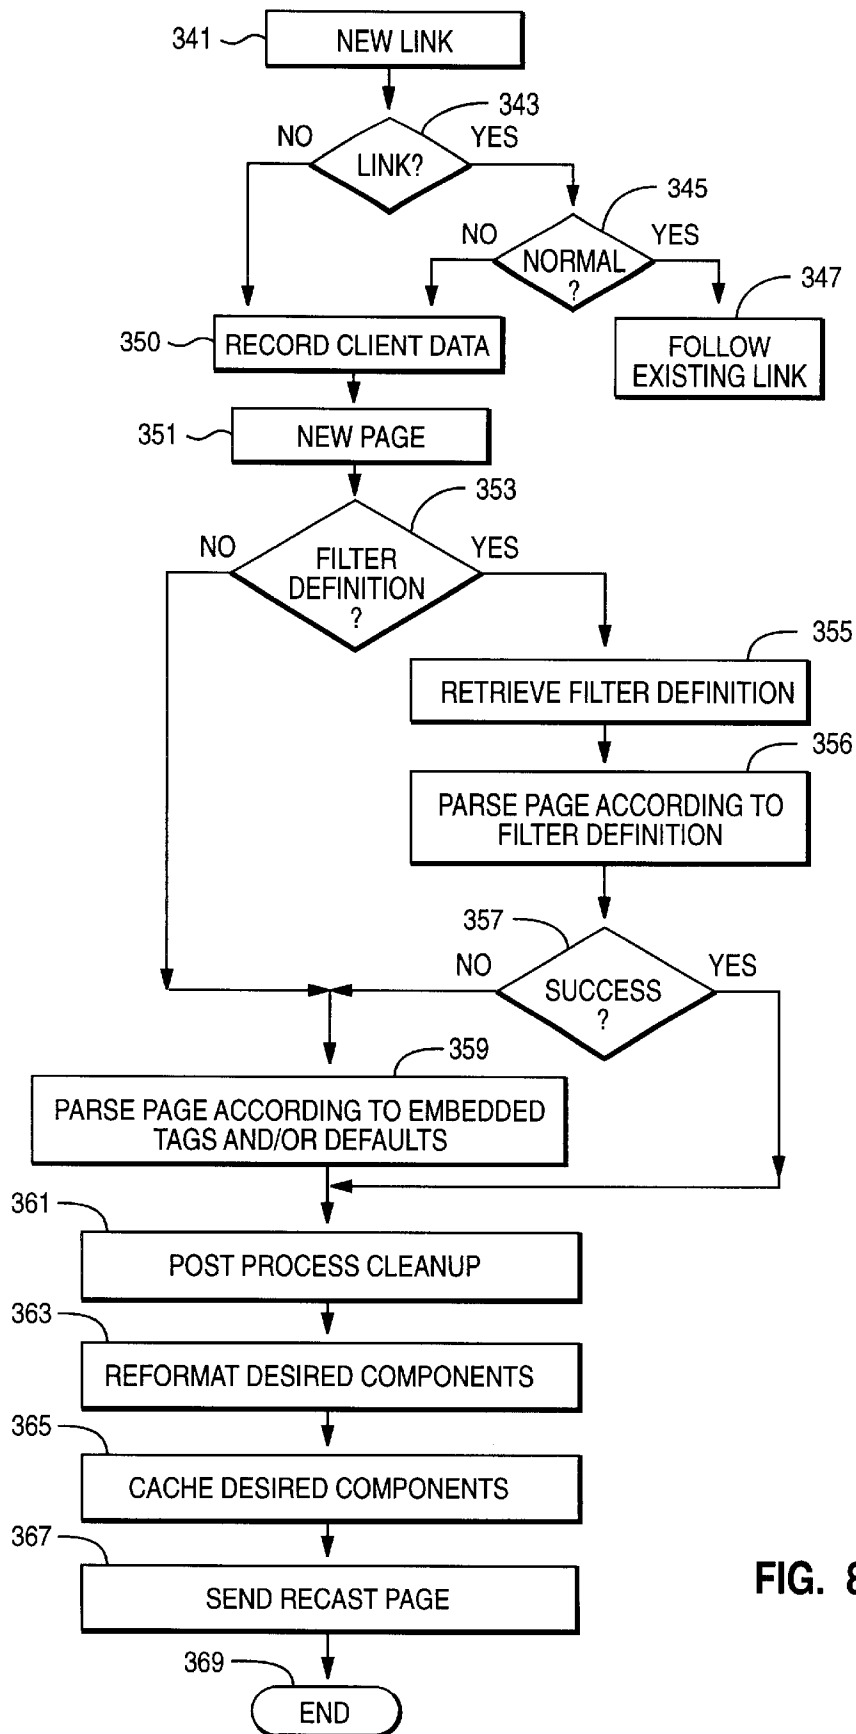 341
NEW LINK
343
NO
YES
LINK?
345
NO
YES
NORMAL
?
347
350
RECORD CLIENT DATA
FOLLOW
EXISTING LINK
351
NEW PAGE
353
NO
YES
FILTER
DEFINITION
?
355
RETRIEVE FILTER DEFINITION
356
PARSE PAGE ACCORDING TO
FILTER DEFINITION
357
NO
YES
SUCCESS
?
359
PARSE PAGE ACCORDING TO EMBEDDED
TAGS AND/OR DEFAULTS
361
POST PROCESS CLEANUP
363
REFORMAT DESIRED COMPONENTS
365
CACHE DESIRED COMPONENTS
367
SEND RECAST PAGE
FIG. 8
369
END